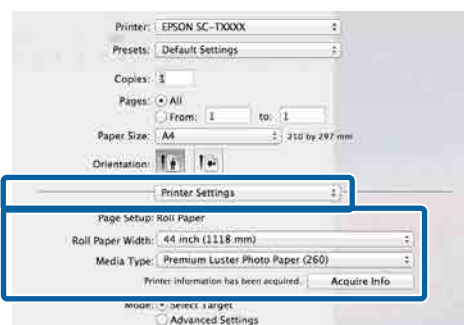 Printer: EPSON SC-TXXXX
Presets: Default Settings
Copies: 1
Pages: All
From: 1 to: 1
Paper Size: A4 210 by 297 mm
Orientation:
Printer Settings
Page Setup: Roll Paper
Roll Paper Width: 44 inch (1118 mm)
Media Type: Premium Luster Photo Paper (260)
Printer information has been acquired. Acquire Info
Mode: Select Target
Advanced Settings